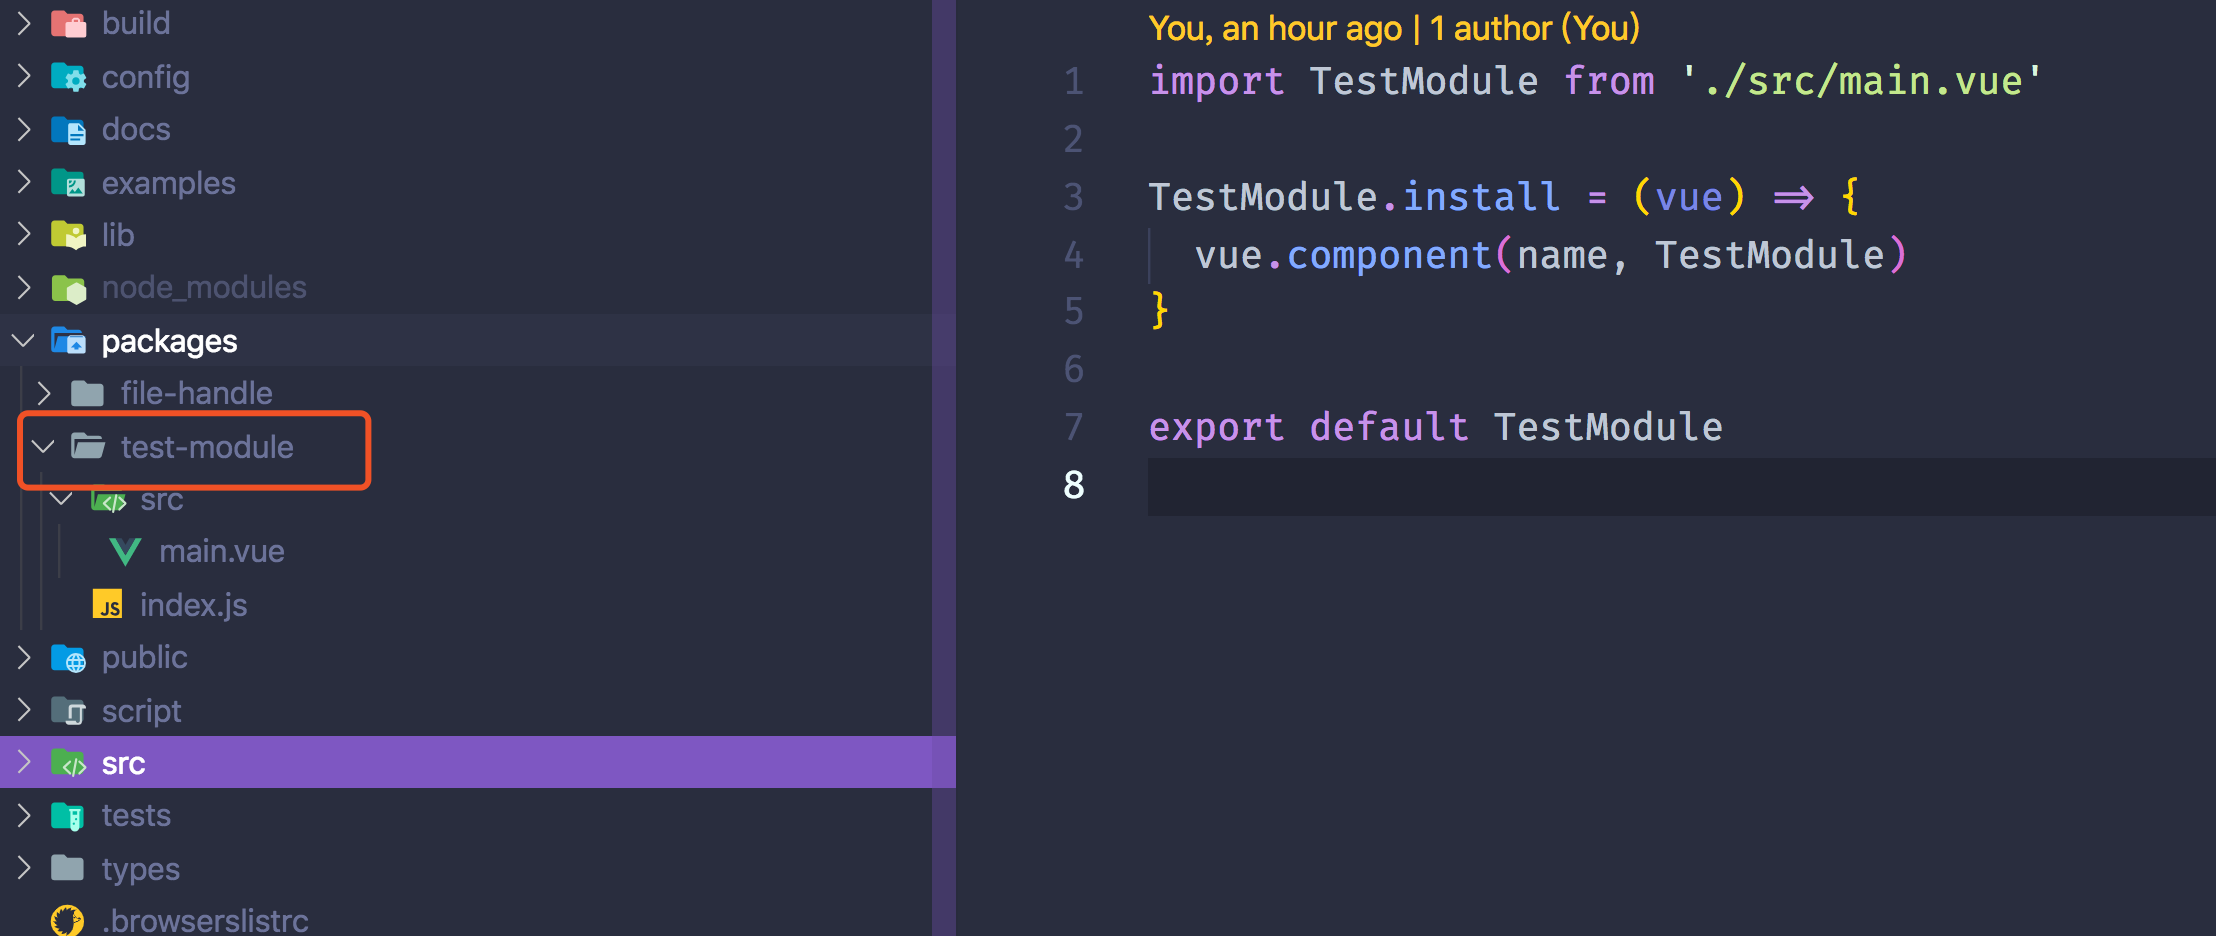 build
config
docs
examples
lib
node_modules
packages
file-handle
test-module
src
main.vue
JS index.js
public
script
src
tests
types
.browserslistrc
You, an hour ago | 1 author (You)
1 import TestModule from './src/main.vue'
2
3 TestModule.install = (vue) => {
4 vue.component(name, TestModule)
5 }
6
7 export default TestModule
8